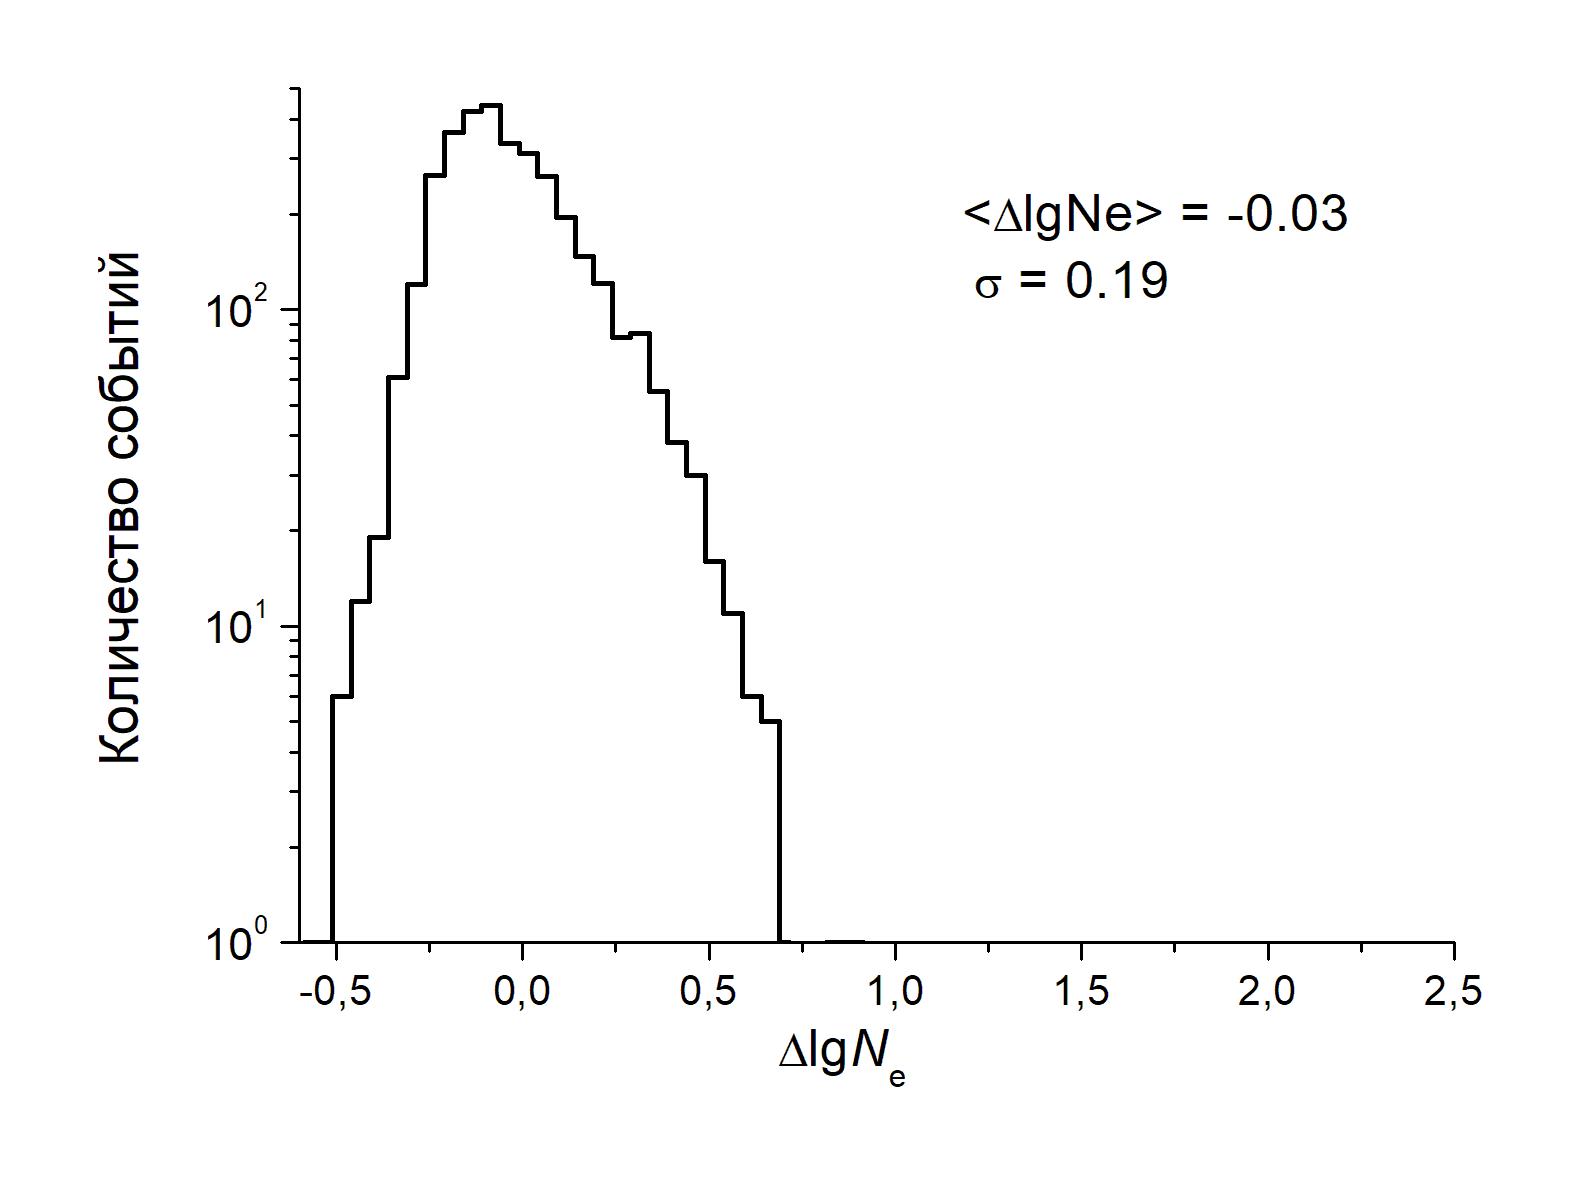 <ΔlgNe> = -0.03
σ = 0.19
Количество событий
10²
10¹
10⁰
-0,5 0,0 0,5 1,0 1,5 2,0 2,5
ΔlgNₑ